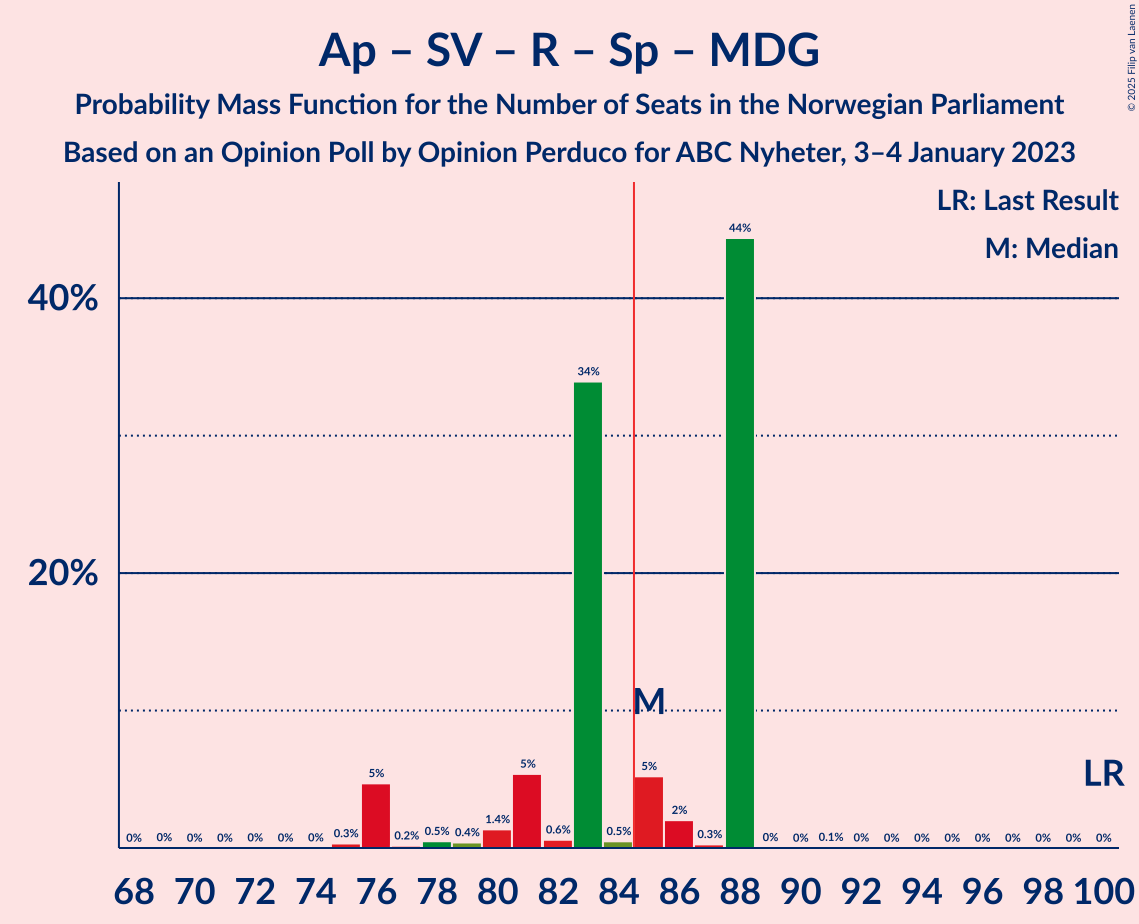 Ap – SV – R – Sp – MDG
Probability Mass Function for the Number of Seats in the Norwegian Parliament
Based on an Opinion Poll by Opinion Perduco for ABC Nyheter, 3–4 January 2023
© 2025 Filip van Laenen
LR: Last Result
M: Median
40%
20%
0% 0% 0% 0% 0% 0% 0% 0.3% 5% 0.2% 0.5% 0.4% 1.4% 5% 0.6% 34% 0.5% 5% 2% 0.3% 44% 0% 0% 0.1% 0% 0% 0% 0% 0% 0% 0% 0% 0%
M
LR
68 70 72 74 76 78 80 82 84 86 88 90 92 94 96 98 100